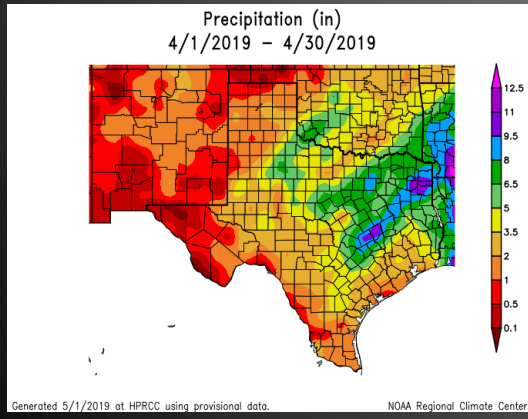 Precipitation (in)
4/1/2019 – 4/30/2019
12.5
11
9.5
8
6.5
5
3.5
2
1
0.5
0.1
Generated 5/1/2019 at HPRCC using provisional data.
NOAA Regional Climate Center